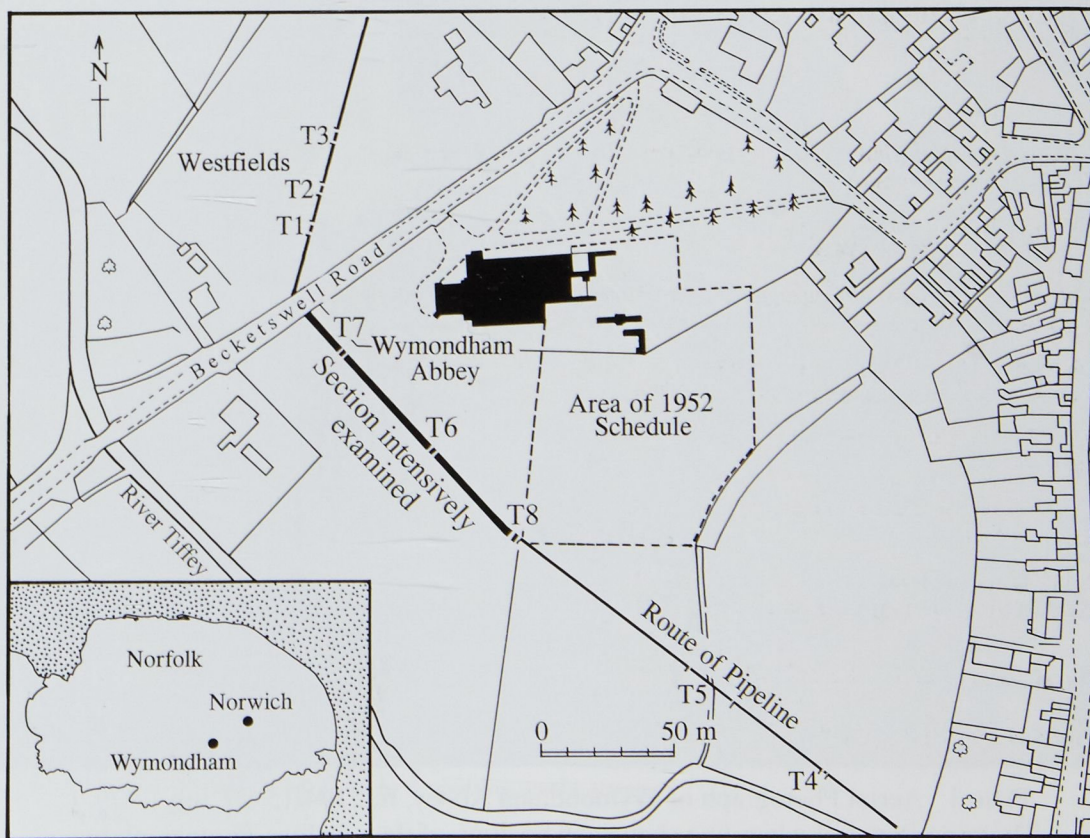 N
T3
Westfields
T2
T1
Becketswell Road
T7
Wymondham
Abbey
Section intensively
examined
Area of 1952
Schedule
T6
T8
River Tiffey
Route of Pipeline
T5
T4
0 50 m
Norfolk
Norwich
Wymondham